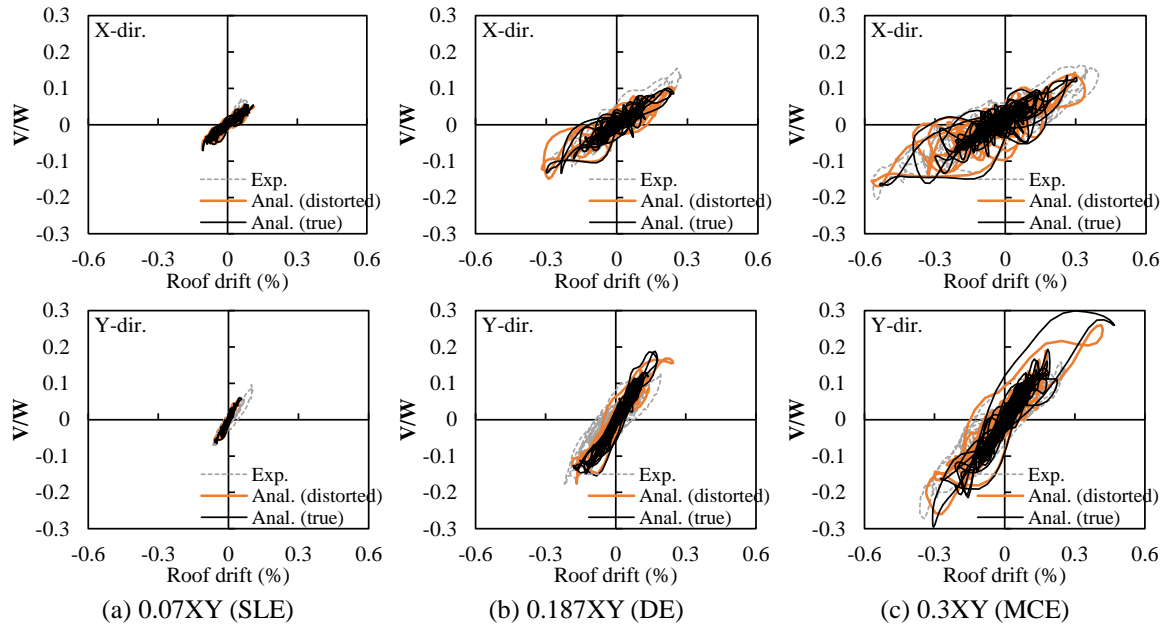 X-dir.
0.3
0.2
0.1
0
-0.1
-0.2
-0.3
V/W
Exp.
Anal. (distorted)
Anal. (true)
-0.6 -0.3 0 0.3 0.6
Roof drift (%)
X-dir.
0.3
0.2
0.1
0
-0.1
-0.2
-0.3
V/W
Exp.
Anal. (distorted)
Anal. (true)
-0.6 -0.3 0 0.3 0.6
Roof drift (%)
X-dir.
0.3
0.2
0.1
0
-0.1
-0.2
-0.3
V/W
Exp.
Anal. (distorted)
Anal. (true)
-0.6 -0.3 0 0.3 0.6
Roof drift (%)
Y-dir.
0.3
0.2
0.1
0
-0.1
-0.2
-0.3
V/W
Exp.
Anal. (distorted)
Anal. (true)
-0.6 -0.3 0 0.3 0.6
Roof drift (%)
Y-dir.
0.3
0.2
0.1
0
-0.1
-0.2
-0.3
V/W
Exp.
Anal. (distorted)
Anal. (true)
-0.6 -0.3 0 0.3 0.6
Roof drift (%)
Y-dir.
0.3
0.2
0.1
0
-0.1
-0.2
-0.3
V/W
Exp.
Anal. (distorted)
Anal. (true)
-0.6 -0.3 0 0.3 0.6
Roof drift (%)
(a) 0.07XY (SLE)
(b) 0.187XY (DE)
(c) 0.3XY (MCE)